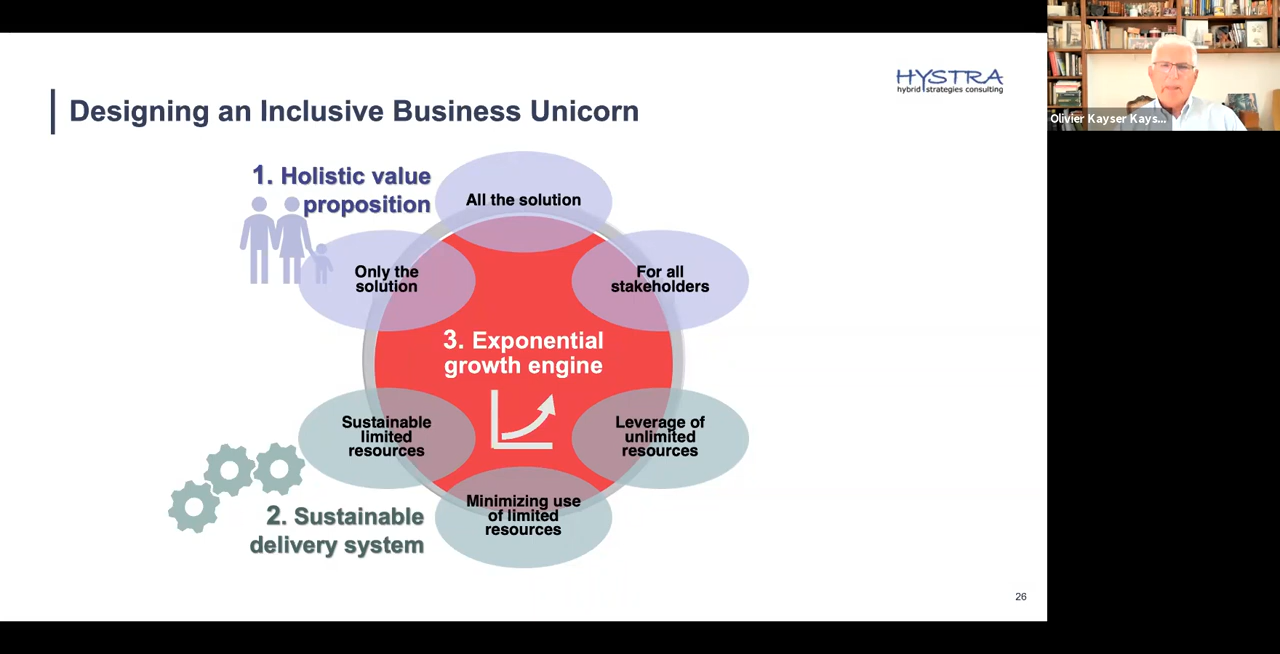 HYSTRA
hybrid strategies consulting
Olivier Kayser Kays...
Designing an Inclusive Business Unicorn
1. Holistic value
proposition
All the solution
Only the
solution
For all
stakeholders
3. Exponential
growth engine
Sustainable
limited
resources
Leverage of
unlimited
resources
Minimizing use
of limited
resources
2. Sustainable
delivery system
26